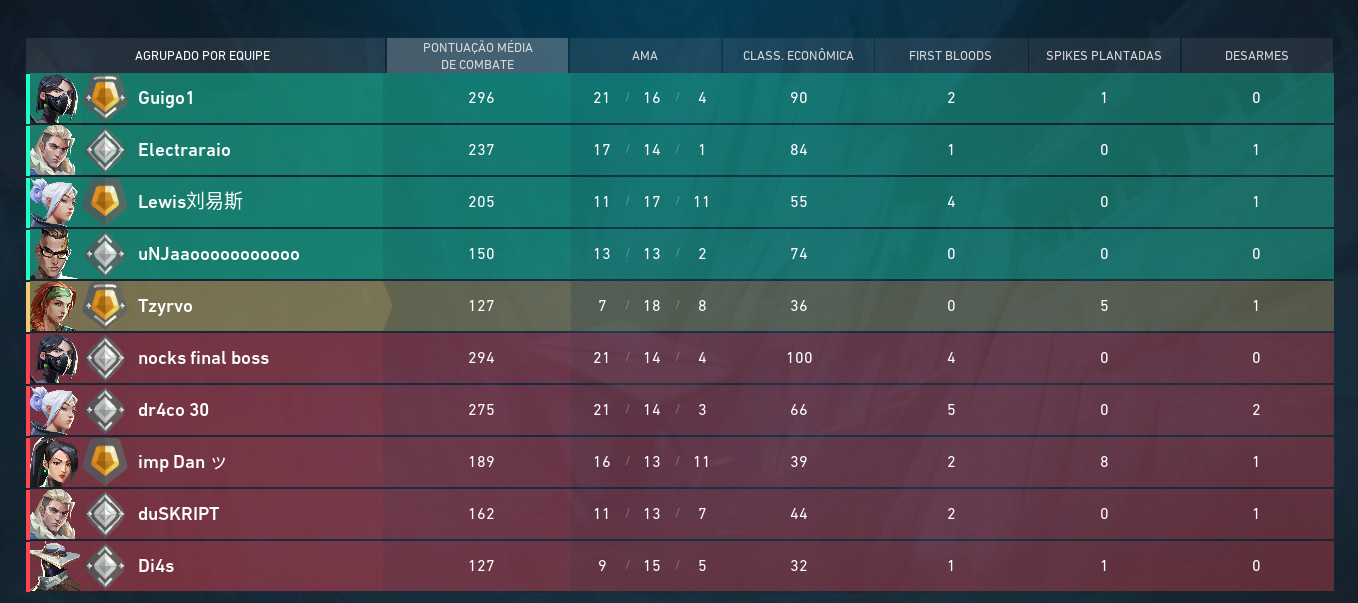 AGRUPADO POR EQUIPE PONTUAÇÃO MÉDIA DE COMBATE AMA CLASS. ECONÔMICA FIRST BLOODS SPIKES PLANTADAS DESARMES
Guigo1 296 21 / 16 / 4 90 2 1 0
Electraraio 237 17 / 14 / 1 84 1 0 1
Lewis刘易斯 205 11 / 17 / 11 55 4 0 1
uNJaaooooooooooo 150 13 / 13 / 2 74 0 0 0
Tzyrvo 127 7 / 18 / 8 36 0 5 1
nocks final boss 294 21 / 14 / 4 100 4 0 0
dr4co 30 275 21 / 14 / 3 66 5 0 2
imp Dan ッ 189 16 / 13 / 11 39 2 8 1
duSKRIPT 162 11 / 13 / 7 44 2 0 1
Di4s 127 9 / 15 / 5 32 1 1 0